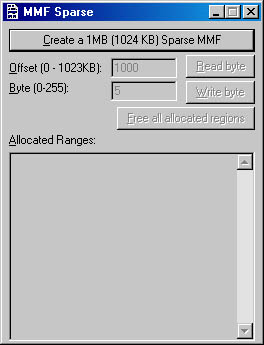 MMF Sparse
Create a 1MB (1024 KB) Sparse MMF
Offset (0 - 1023KB): 1000 Read byte
Byte (0-255): 5 Write byte
Free all allocated regions
Allocated Ranges: